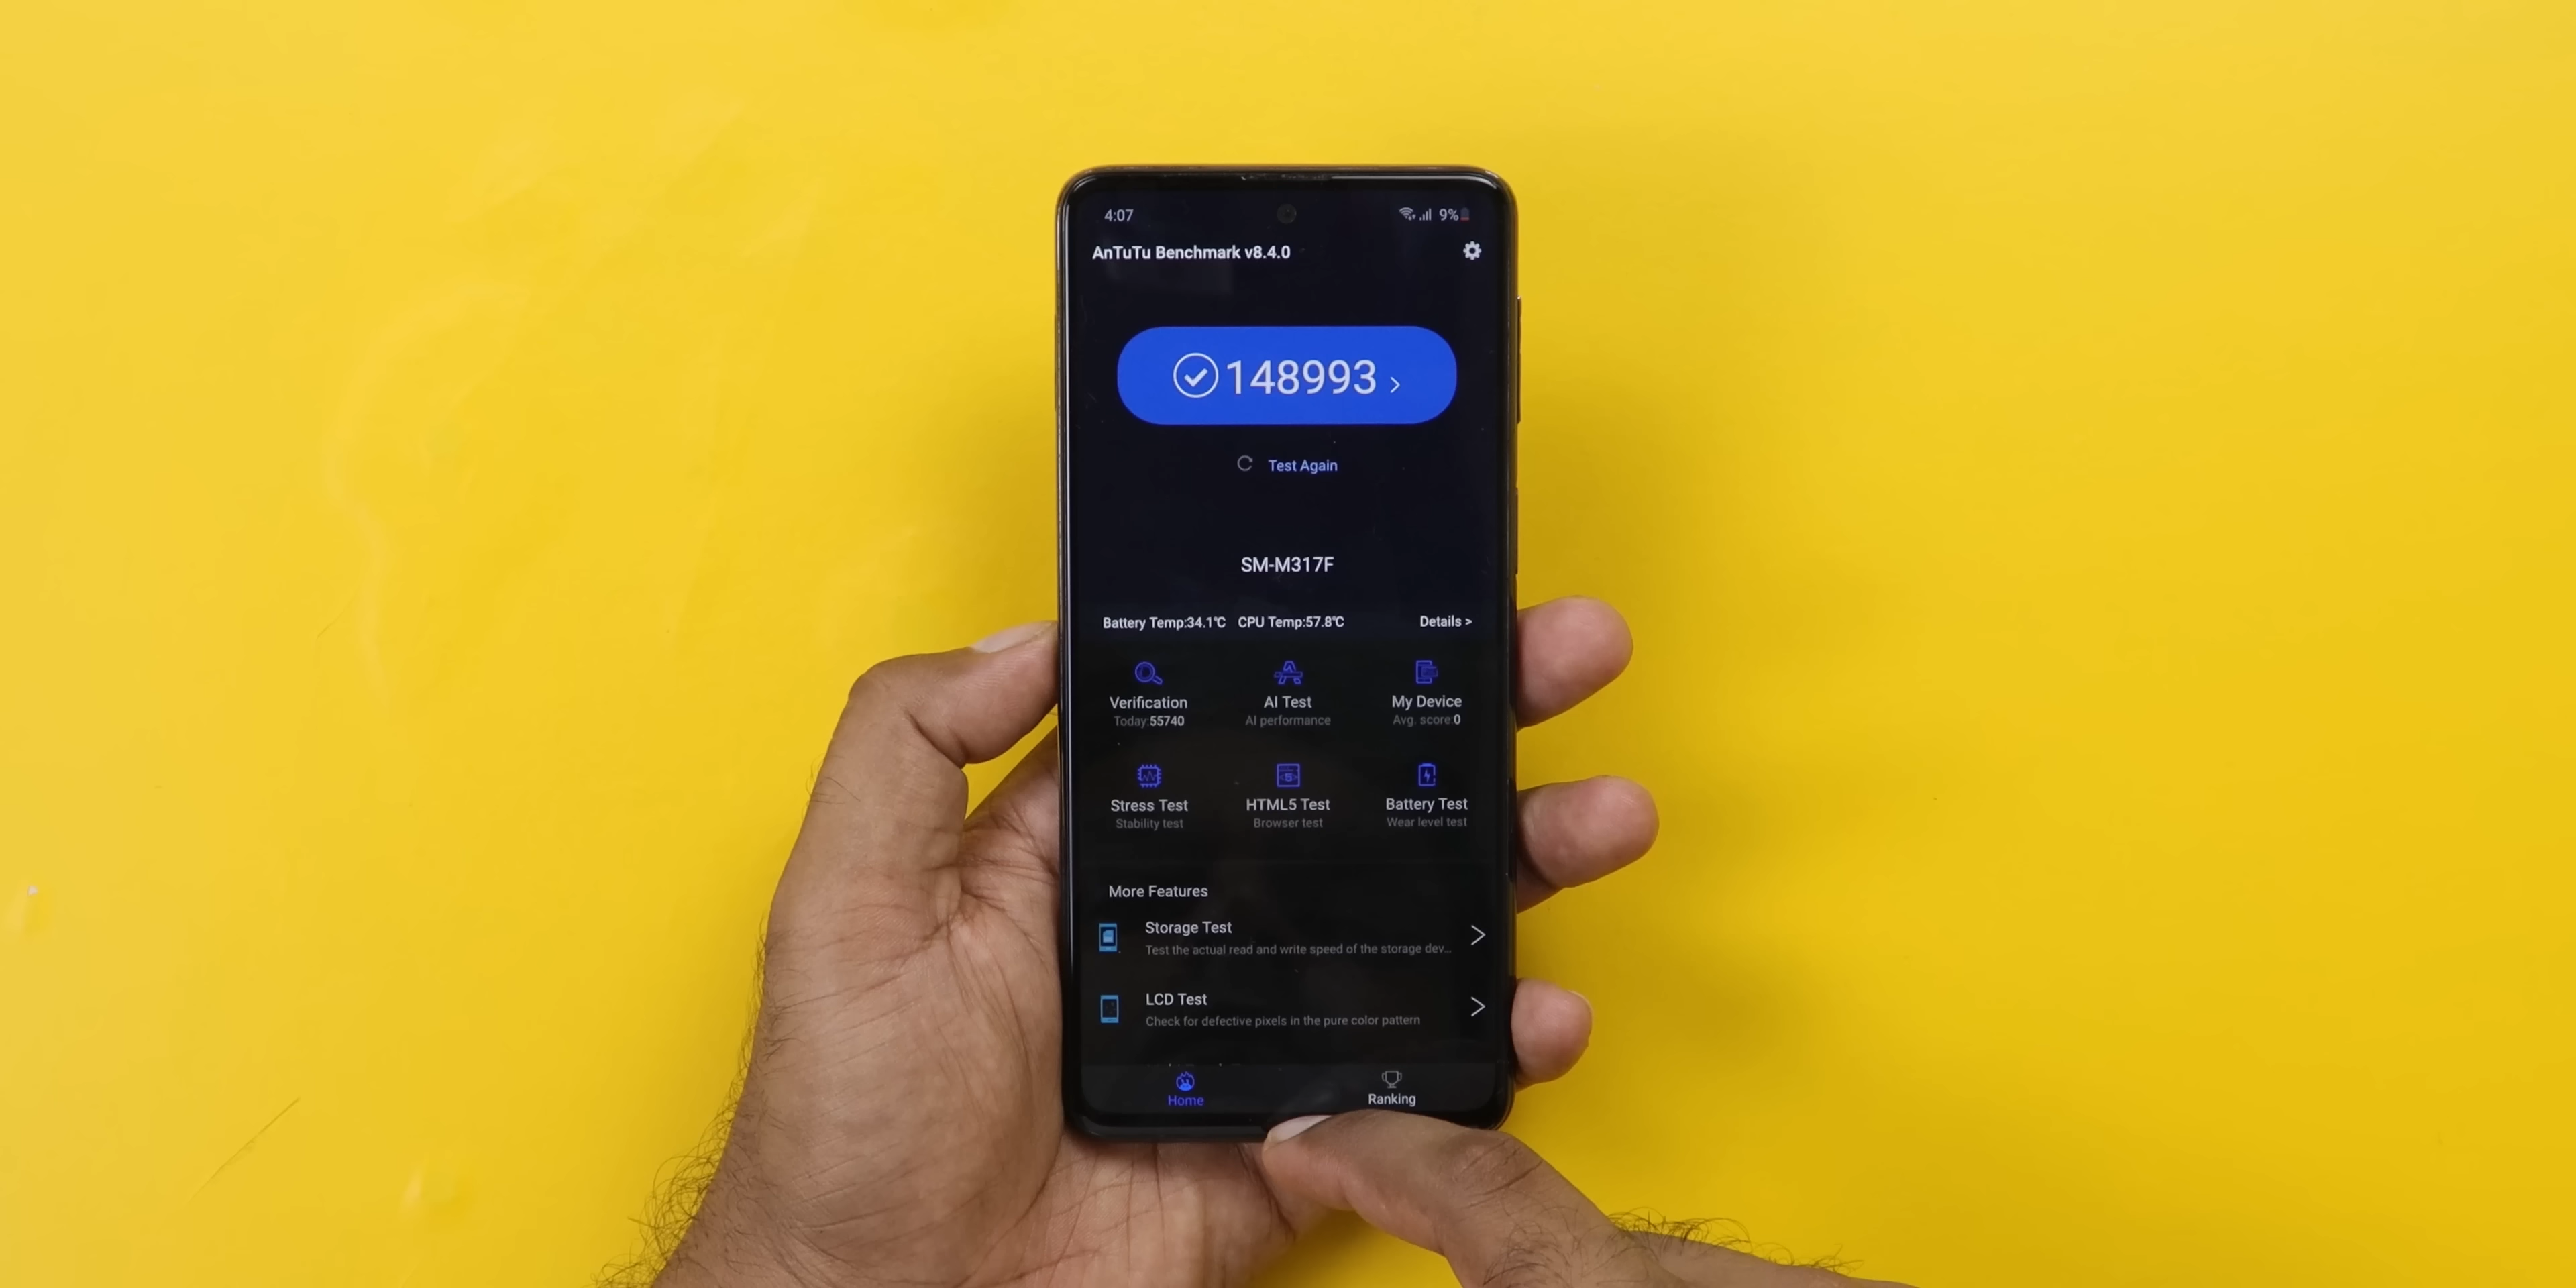 4:07 9%
AnTuTu Benchmark v8.4.0
148993 >
Test Again
SM-M317F
Battery Temp:34.1℃ CPU Temp:57.8℃ Details >
Verification AI Test My Device
Today:55740 AI performance Avg. score:0
Stress Test HTML5 Test Battery Test
Stability test Browser test Wear level test
More Features
Storage Test
Test the actual read and write speed of the storage dev...
LCD Test
Check for defective pixels in the pure color pattern
Home Ranking